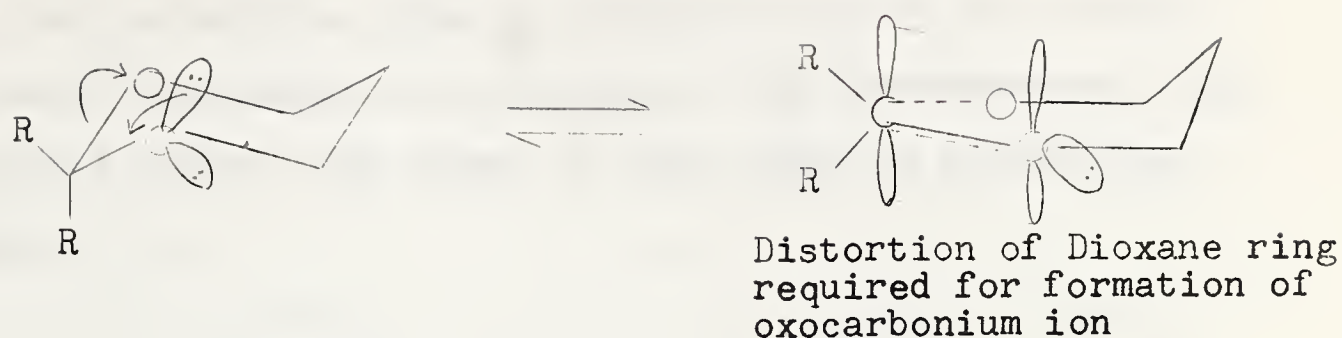 R
R
O
R
R
C
O
Distortion of Dioxane ring
required for formation of
oxocarbonium ion